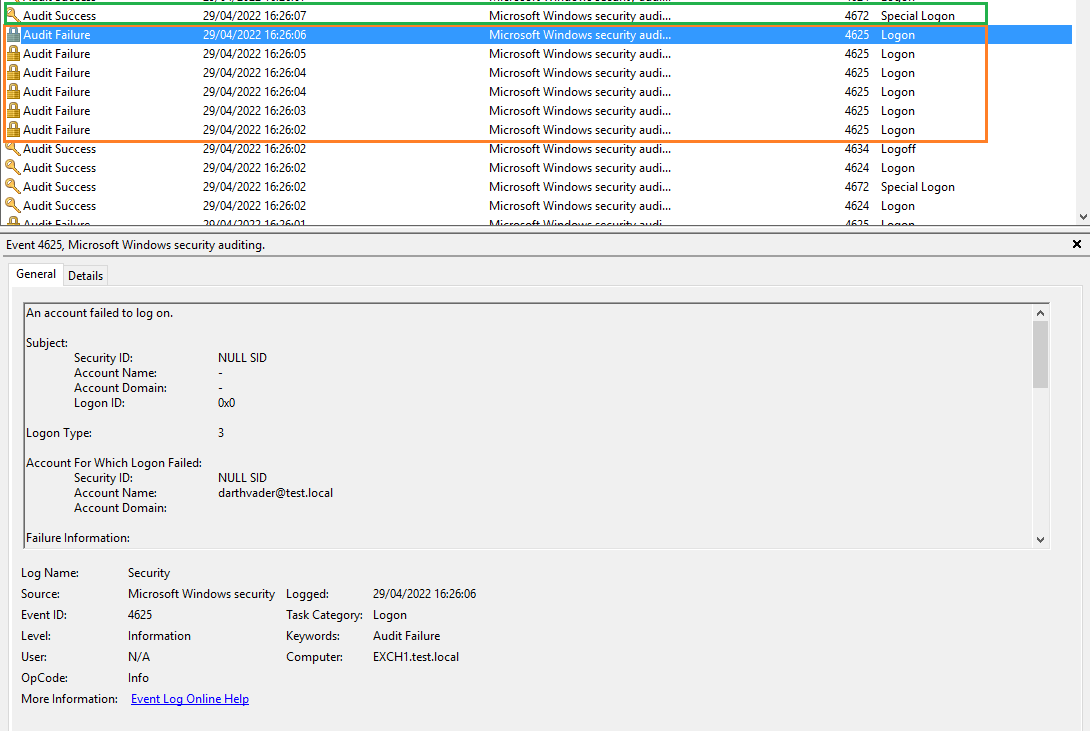 Audit Success 29/04/2022 16:26:07 Microsoft Windows security audi... 4672 Special Logon
Audit Failure 29/04/2022 16:26:06 Microsoft Windows security audi... 4625 Logon
Audit Failure 29/04/2022 16:26:05 Microsoft Windows security audi... 4625 Logon
Audit Failure 29/04/2022 16:26:04 Microsoft Windows security audi... 4625 Logon
Audit Failure 29/04/2022 16:26:04 Microsoft Windows security audi... 4625 Logon
Audit Failure 29/04/2022 16:26:03 Microsoft Windows security audi... 4625 Logon
Audit Failure 29/04/2022 16:26:02 Microsoft Windows security audi... 4625 Logon
Audit Success 29/04/2022 16:26:02 Microsoft Windows security audi... 4634 Logoff
Audit Success 29/04/2022 16:26:02 Microsoft Windows security audi... 4624 Logon
Audit Success 29/04/2022 16:26:02 Microsoft Windows security audi... 4672 Special Logon
Audit Success 29/04/2022 16:26:02 Microsoft Windows security audi... 4624 Logon
Audit Failure 29/04/2022 16:26:01 Microsoft Windows security audi... 4625 Logon
Event 4625, Microsoft Windows security auditing.
General Details
An account failed to log on.
Subject:
Security ID: NULL SID
Account Name: -
Account Domain: -
Logon ID: 0x0
Logon Type: 3
Account For Which Logon Failed:
Security ID: NULL SID
Account Name: darthvader@test.local
Account Domain:
Failure Information:
Log Name: Security
Source: Microsoft Windows security Logged: 29/04/2022 16:26:06
Event ID: 4625 Task Category: Logon
Level: Information Keywords: Audit Failure
User: N/A Computer: EXCH1.test.local
OpCode: Info
More Information: Event Log Online Help